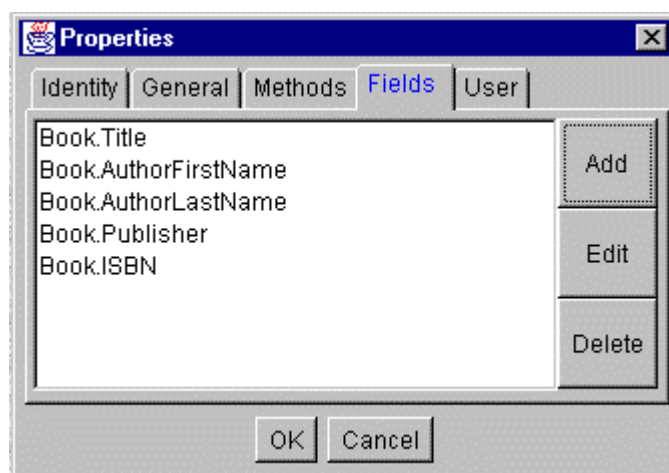 Properties
Identity General Methods Fields User
Book.Title
Book.AuthorFirstName
Book.AuthorLastName
Book.Publisher
Book.ISBN
Add
Edit
Delete
OK Cancel